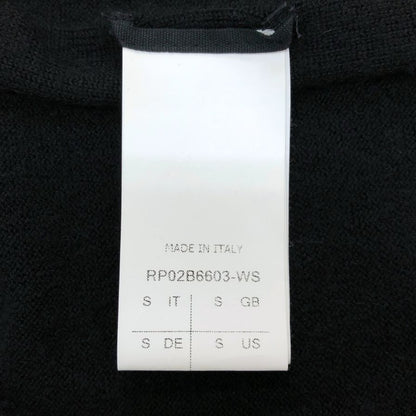 MADE IN ITALY
RP02B6603-WS
S IT S GB
S DE S US